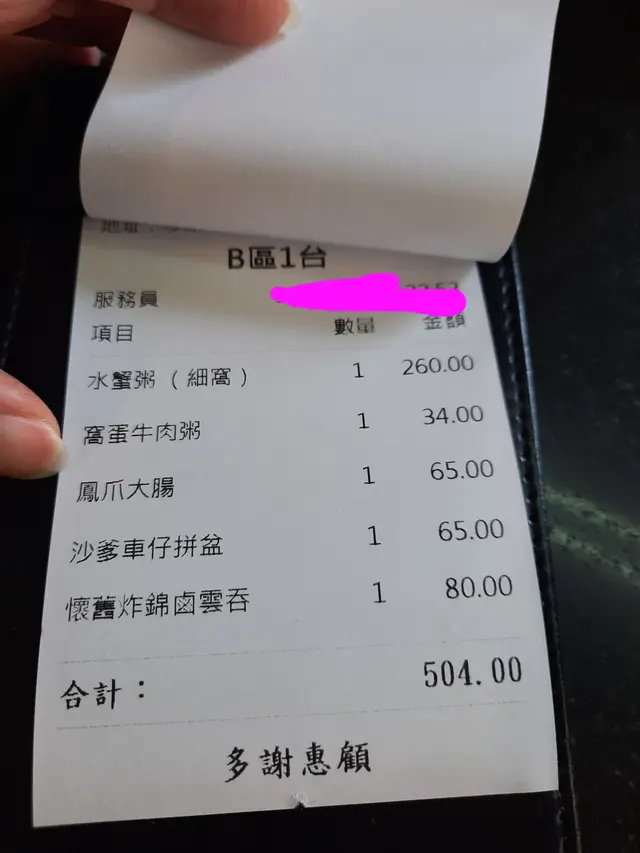 地址：
B區1台
服務員
項目 數量 金額
水蟹粥（細窩） 1 260.00
窩蛋牛肉粥 1 34.00
鳳爪大腸 1 65.00
沙爹車仔拼盆 1 65.00
懷舊炸錦鹵雲吞 1 80.00
合計： 504.00
多謝惠顧